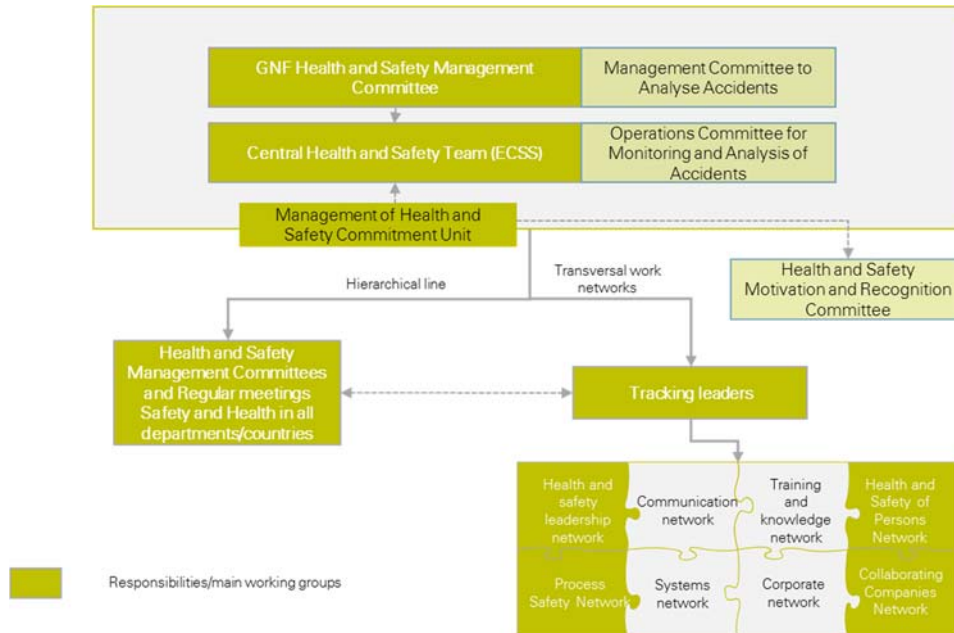 GNF Health and Safety Management
Committee
Management Committee to
Analyse Accidents
Central Health and Safety Team (ECSS)
Operations Committee for
Monitoring and Analysis of
Accidents
Management of Health and
Safety Commitment Unit
Hierarchical line
Transversal work
networks
Health and Safety
Motivation and Recognition
Committee
Health and Safety
Management Committees
and Regular meetings
Safety and Health in all
departments/countries
Tracking leaders
Health and
safety
leadership
network
Communication
network
Training
and
knowledge
network
Health and
Safety of
Persons
Network
Process
Safety Network
Systems
network
Corporate network
Collaborating
Companies
Network
Responsibilities/main working groups